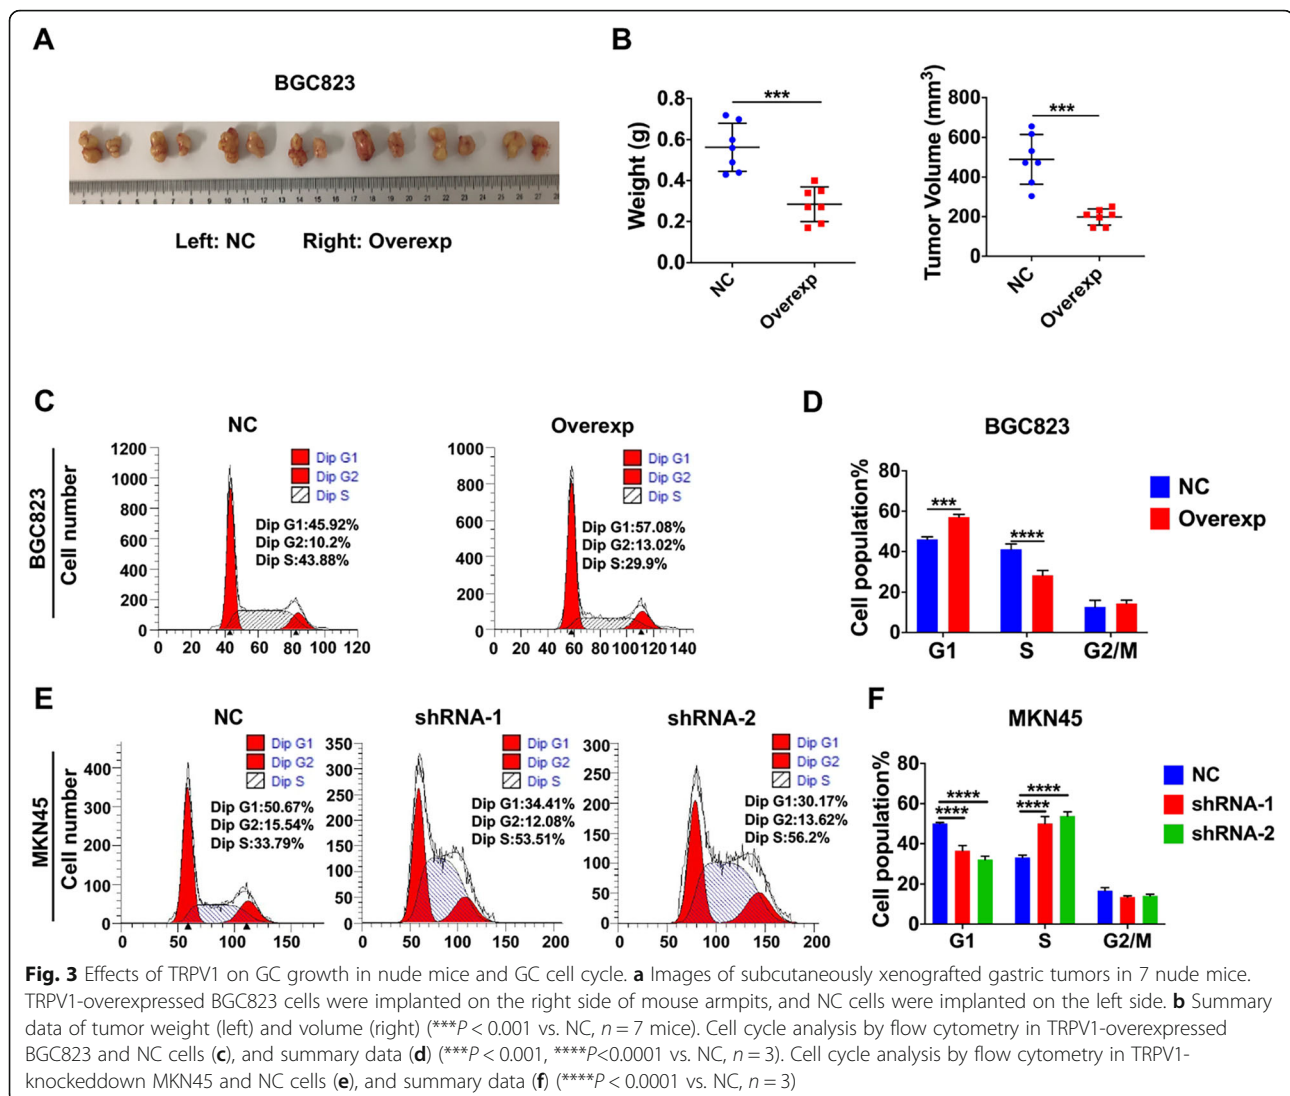 A
BGC823
Left: NC Right: Overexp
B
Weight (g)
0.8
0.6
0.4
0.2
0.0
***
NC
Overexp
Tumor Volume (mm³)
800
600
400
200
0
***
NC
Overexp
C
BGC823
Cell number
NC
1200
1000
800
600
400
200
0
Dip G1
Dip G2
Dip S
Dip G1:45.92%
Dip G2:10.2%
Dip S:43.88%
0 20 40 60 80 100 120
Overexp
1000
800
600
400
200
0
Dip G1
Dip G2
Dip S
Dip G1:57.08%
Dip G2:13.02%
Dip S:29.9%
0 20 40 60 80 100 120 140
D
BGC823
Cell population%
80
60
40
20
0
***
****
G1 S G2/M
NC
Overexp
E
MKN45
Cell number
NC
400
300
200
100
0
Dip G1
Dip G2
Dip S
Dip G1:50.67%
Dip G2:15.54%
Dip S:33.79%
0 50 100 150
shRNA-1
350
300
250
200
150
100
50
0
Dip G1
Dip G2
Dip S
Dip G1:34.41%
Dip G2:12.08%
Dip S:53.51%
0 50 100 150 200
shRNA-2
300
250
200
150
100
50
0
Dip G1
Dip G2
Dip S
Dip G1:30.17%
Dip G2:13.62%
Dip S:56.2%
0 50 100 150 200
F
MKN45
Cell population%
80
60
40
20
0
****
****
****
****
G1 S G2/M
NC
shRNA-1
shRNA-2
Fig. 3 Effects of TRPV1 on GC growth in nude mice and GC cell cycle. a Images of subcutaneously xenografted gastric tumors in 7 nude mice.
TRPV1-overexpressed BGC823 cells were implanted on the right side of mouse armpits, and NC cells were implanted on the left side. b Summary
data of tumor weight (left) and volume (right) (***P < 0.001 vs. NC, n = 7 mice). Cell cycle analysis by flow cytometry in TRPV1-overexpressed
BGC823 and NC cells (c), and summary data (d) (***P < 0.001, ****P<0.0001 vs. NC, n = 3). Cell cycle analysis by flow cytometry in TRPV1-
knockeddown MKN45 and NC cells (e), and summary data (f) (****P < 0.0001 vs. NC, n = 3)